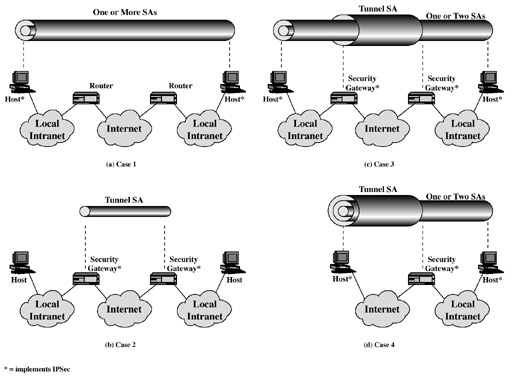 One or More SAs
Router
Router
Host*
Host*
Local
Intranet
Internet
Local
Intranet
(a) Case 1
Tunnel SA
One or Two SAs
Security
Gateway*
Security
Gateway*
Host*
Host*
Local
Intranet
Internet
Local
Intranet
(c) Case 3
Tunnel SA
Security
Gateway*
Security
Gateway*
Host
Host
Local
Intranet
Internet
Local
Intranet
(b) Case 2
Tunnel SA
One or Two SAs
Security
Gateway*
Host*
Host*
Internet
Local
Intranet
(d) Case 4
* = implements IPSec